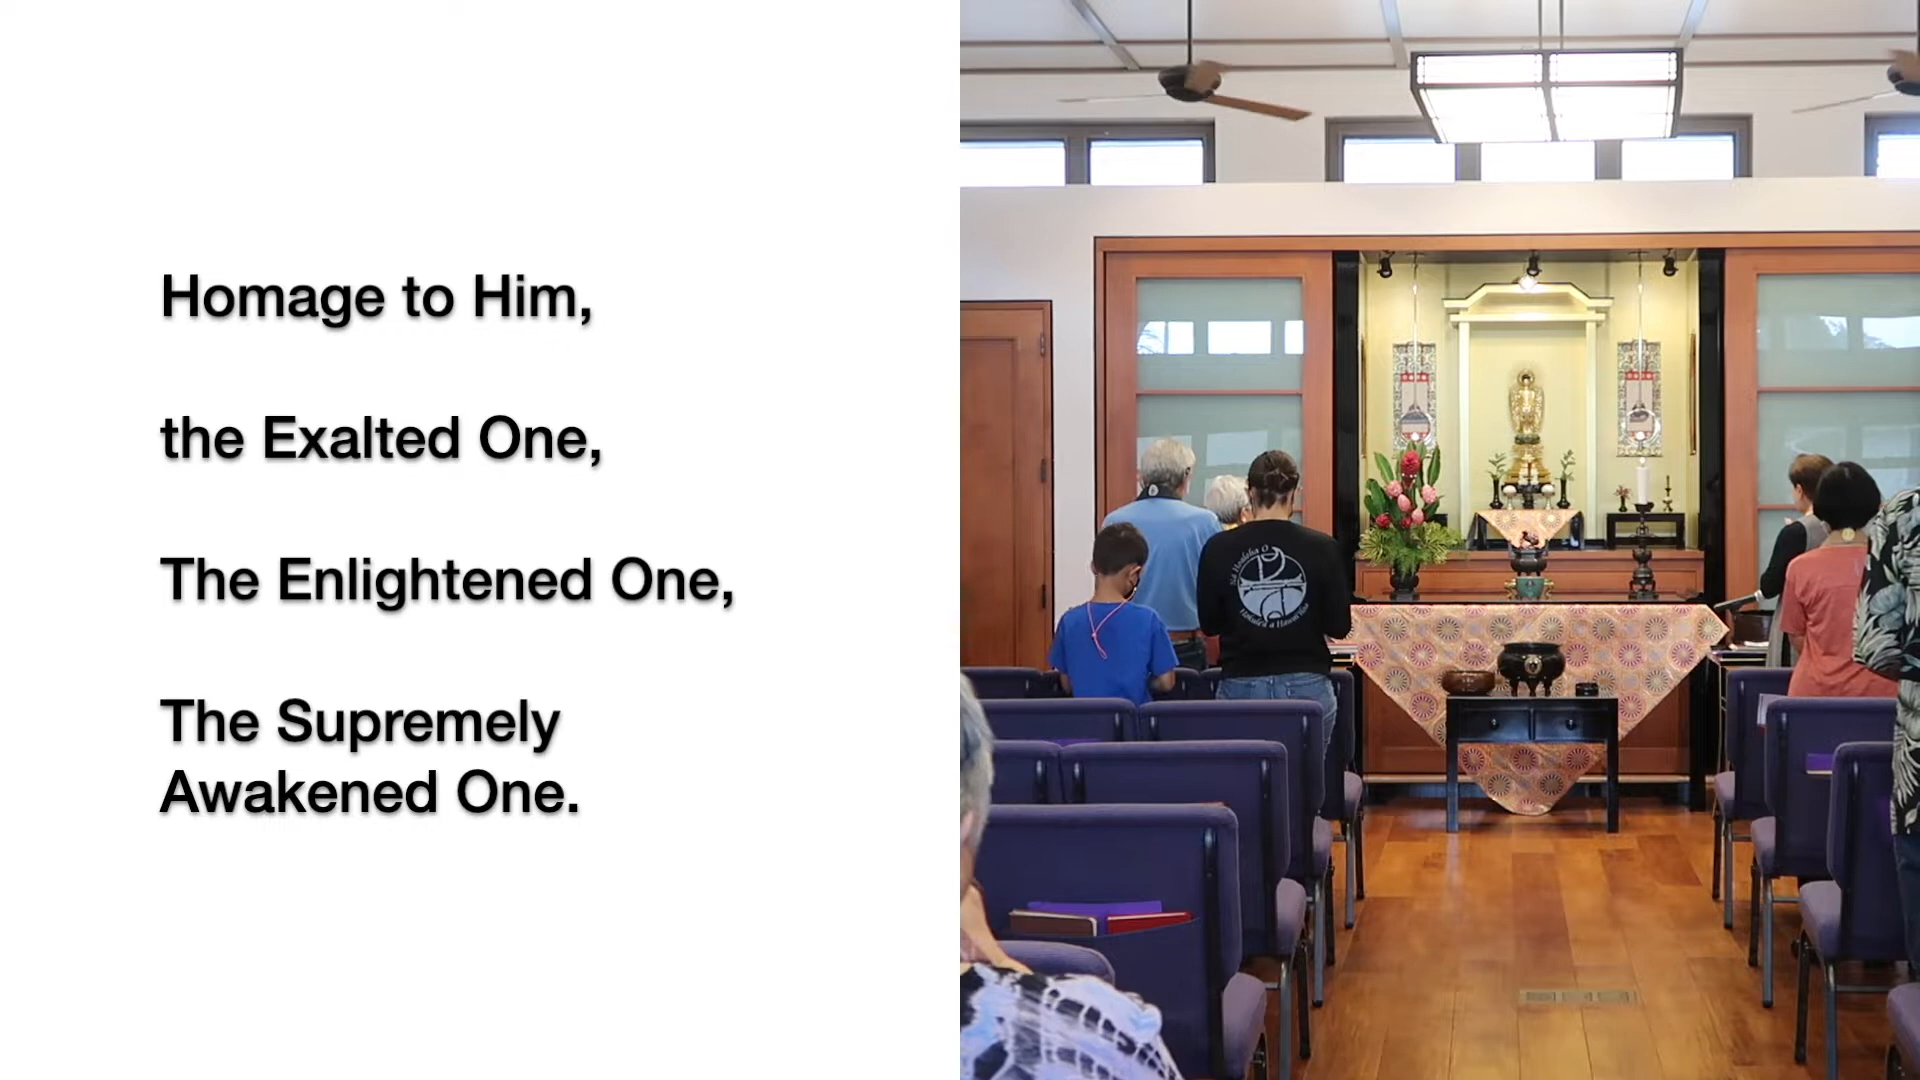 Homage to Him,
the Exalted One,
The Enlightened One,
The Supremely
Awakened One.